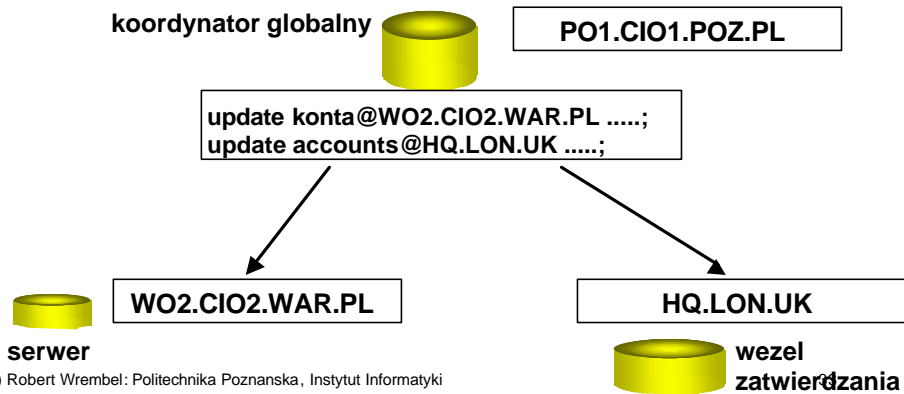 koordynator globalny
PO1.CIO1.POZ.PL
update konta@WO2.CIO2.WAR.PL .....;
update accounts@HQ.LON.UK .....;
WO2.CIO2.WAR.PL
HQ.LON.UK
serwer
wezel
zatwierdzania
) Robert Wrembel: Politechnika Poznanska, Instytut Informatyki